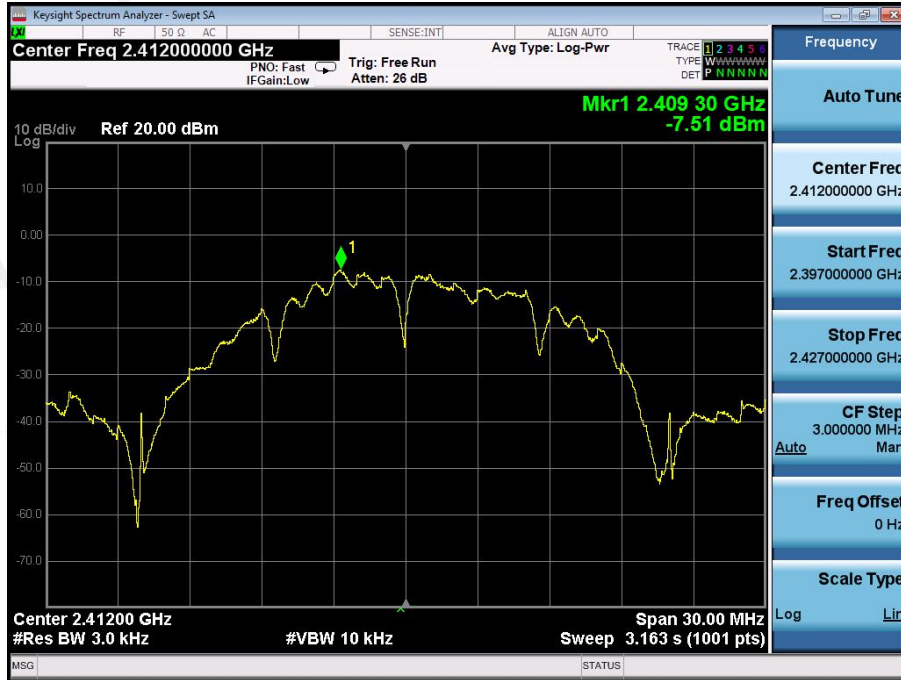 Keysight Spectrum Analyzer - Swept SA
LXI RF 50 Ω AC SENSE:INT ALIGN AUTO
Center Freq 2.412000000 GHz
PNO: Fast
IFGain:Low
Trig: Free Run
Atten: 26 dB
Avg Type: Log-Pwr
TRACE 1 2 3 4 5 6
TYPE WWWWWW
DET P N N N N N
Mkr1 2.409 30 GHz
-7.51 dBm
10 dB/div Ref 20.00 dBm
Log
10.0
0.00
-10.0
-20.0
-30.0
-40.0
-50.0
-60.0
-70.0
1
Center 2.41200 GHz Span 30.00 MHz
#Res BW 3.0 kHz #VBW 10 kHz Sweep 3.163 s (1001 pts)
MSG STATUS
Frequency
Auto Tune
Center Freq
2.412000000 GHz
Start Freq
2.397000000 GHz
Stop Freq
2.427000000 GHz
CF Step
3.000000 MHz
Auto Man
Freq Offset
0 Hz
Scale Type
Log Lin